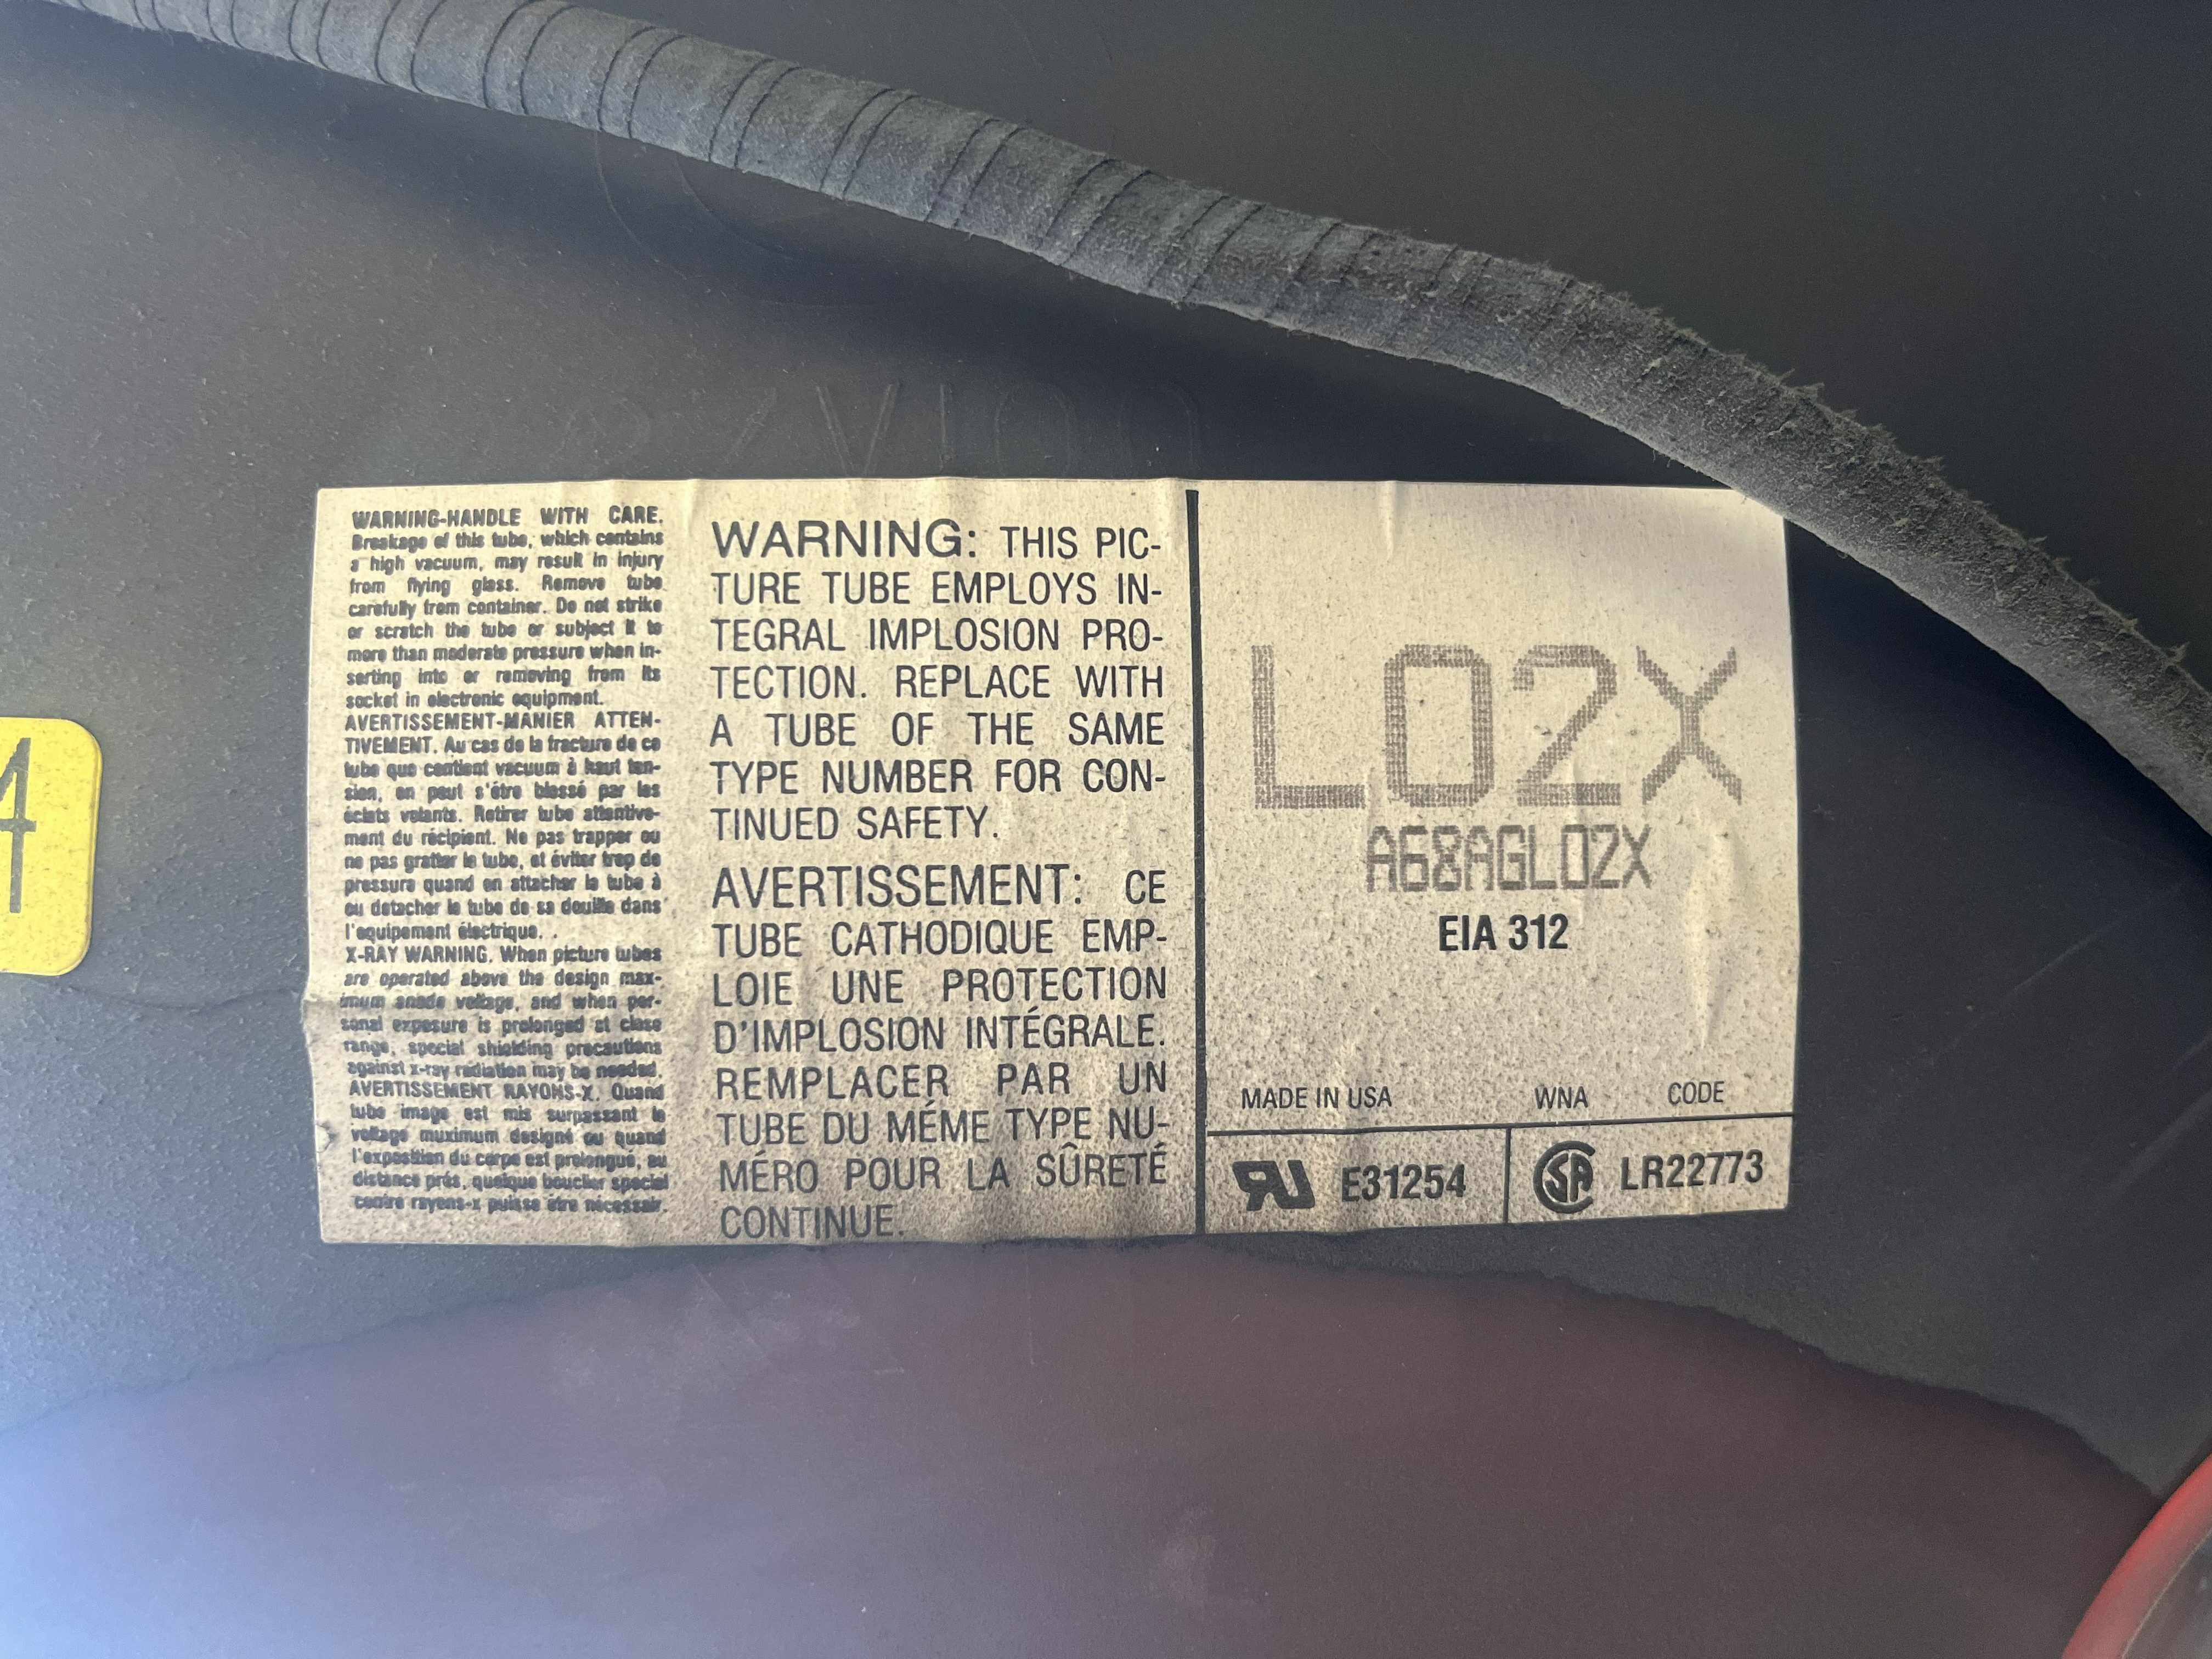 WARNING-HANDLE WITH CARE.
Breakage of this tube, which contains
a high vacuum, may result in injury
from flying glass. Remove tube
carefully from container. Do not strike
or scratch the tube or subject it to
more than moderate pressure when in-
serting into or removing from its
socket in electronic equipment.
AVERTISSEMENT-MANIER ATTEN-
TIVEMENT. Au cas de la fracture de ce
tube que contient vacuum à haut ten-
sion, on peut s'étre blessé par les
éclats volants. Retirer tube attentive-
ment du récipient. Ne pas trapper ou
ne pas gratter le tube, et éviter trop de
pressure quand on attacher le tube à
ou detacher le tube de sa douille dans
l'equipement électrique.
X-RAY WARNING. When picture tubes
are operated above the design max-
imum anode voltage, and when per-
sonal exposure is prolonged at close
range, special shielding precautions
against x-ray radiation may be needed.
AVERTISSEMENT RAYONS-X. Quand
tube image est mis surpassant le
voltage muximum designé ou quand
l'exposition du corps est prolongué, au
distance prés, quelque bouclier special
contre rayons-x puisse étre nécessair.
WARNING: THIS PIC-
TURE TUBE EMPLOYS IN-
TEGRAL IMPLOSION PRO-
TECTION. REPLACE WITH
A TUBE OF THE SAME
TYPE NUMBER FOR CON-
TINUED SAFETY.
AVERTISSEMENT: CE
TUBE CATHODIQUE EMP-
LOIE UNE PROTECTION
D'IMPLOSION INTÉGRALE.
REMPLACER PAR UN
TUBE DU MÉME TYPE NU-
MÉRO POUR LA SÛRETÉ
CONTINUE.
L02X
A68AGL02X
EIA 312
MADE IN USA WNA CODE
E31254 LR22773
4